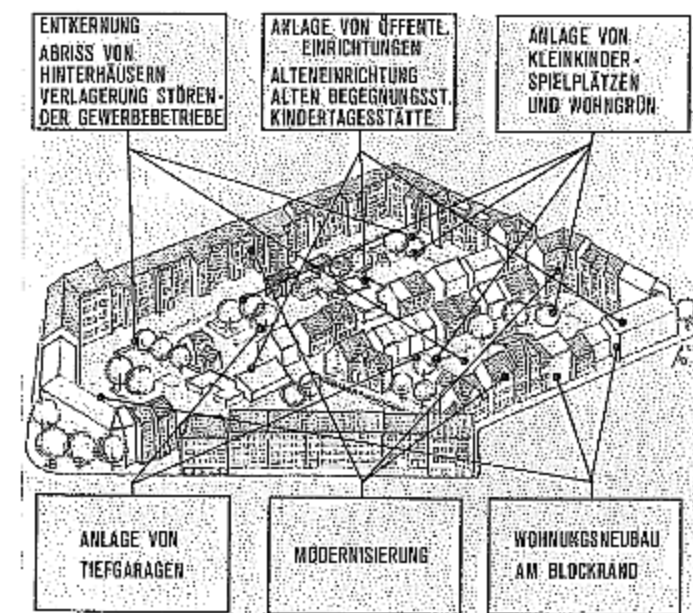 ENTKERNUNG
ABRISS VON
HINTERHÄUSERN
VERLAGERUNG STÖREN-
DER GEWERBEBETRIEBE
ANLAGE VON ÖFFENTL.
EINRICHTUNGEN
ALTENEINRICHTUNG
ALTEN BEGEGNUNGSST.
KINDERTAGESSTÄTTE
ANLAGE VON
KLEINKINDER-
SPIELPLÄTZEN
UND WOHNGRÜN
ANLAGE VON
TIEFGARAGEN
MODERNISIERUNG
WOHNUNGSNEUBAU
AM BLOCKRAND